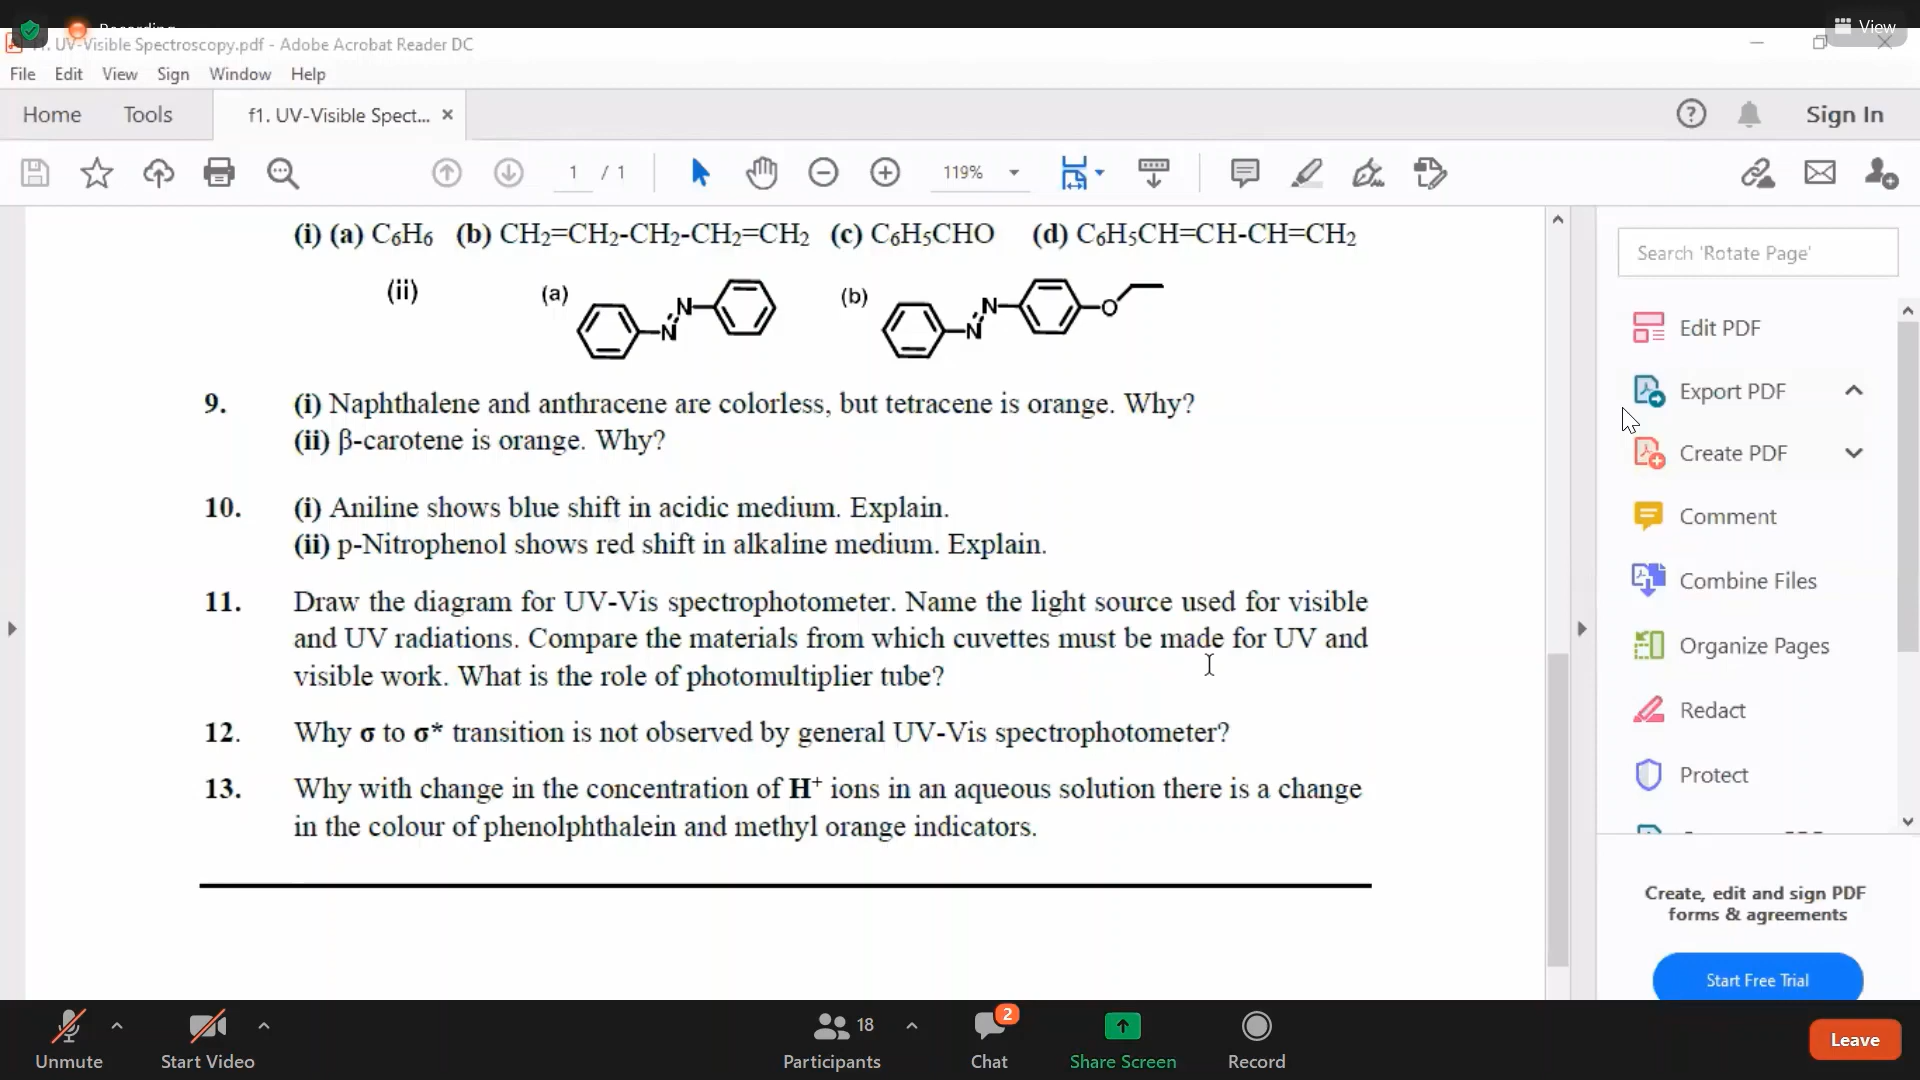 View
f1. UV-Visible Spectroscopy.pdf - Adobe Acrobat Reader DC
File Edit View Sign Window Help
Home Tools f1. UV-Visible Spect... × Sign In
1 / 1 119%
(i) (a) C₆H₆ (b) CH₂=CH₂-CH₂-CH₂=CH₂ (c) C₆H₅CHO (d) C₆H₅CH=CH-CH=CH₂
(ii) (a) N N (b) N N O
9. (i) Naphthalene and anthracene are colorless, but tetracene is orange. Why?
(ii) β-carotene is orange. Why?
10. (i) Aniline shows blue shift in acidic medium. Explain.
(ii) p-Nitrophenol shows red shift in alkaline medium. Explain.
11. Draw the diagram for UV-Vis spectrophotometer. Name the light source used for visible
and UV radiations. Compare the materials from which cuvettes must be made for UV and
visible work. What is the role of photomultiplier tube?
12. Why σ to σ* transition is not observed by general UV-Vis spectrophotometer?
13. Why with change in the concentration of H⁺ ions in an aqueous solution there is a change
in the colour of phenolphthalein and methyl orange indicators.
Search 'Rotate Page'
Edit PDF
Export PDF
Create PDF
Comment
Combine Files
Organize Pages
Redact
Protect
Create, edit and sign PDF
forms & agreements
Start Free Trial
Unmute Start Video Participants 18 Chat 2 Share Screen Record Leave